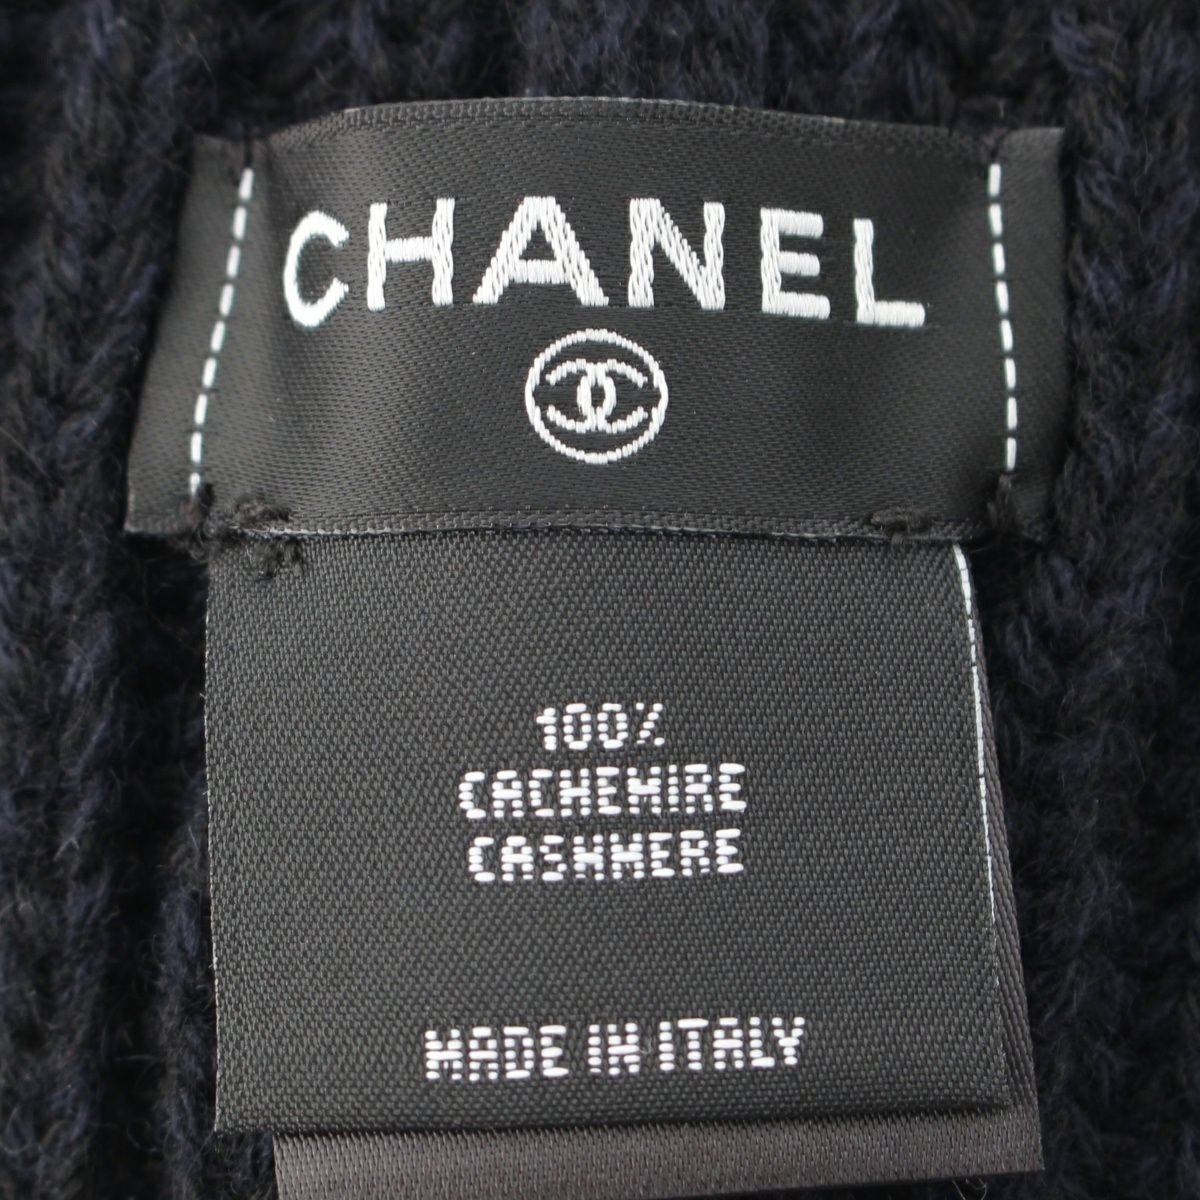 CHANEL
100%
CACHEMIRE
CASHMERE
MADE IN ITALY